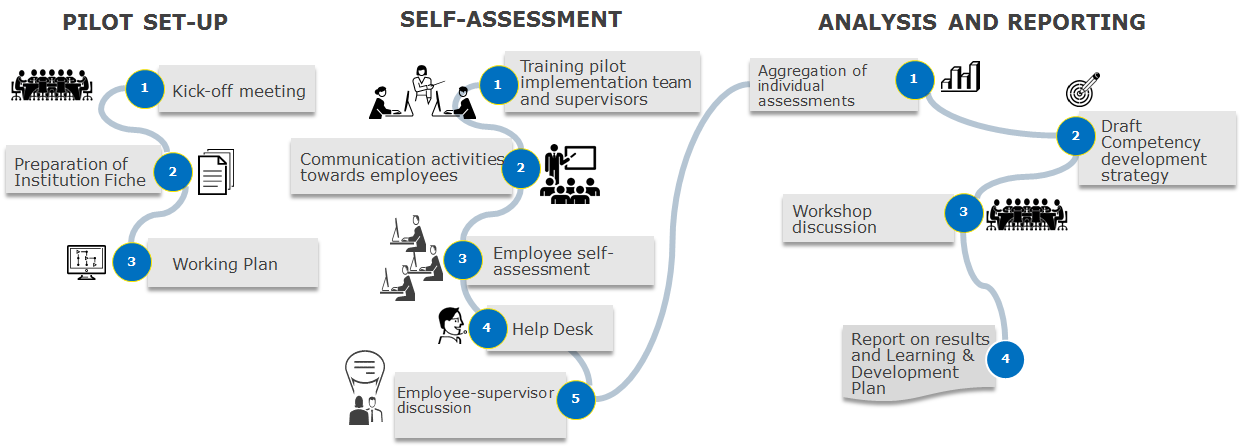 PILOT SET-UP
1
Kick-off meeting
Preparation of
Institution Fiche
2
3
Working Plan
SELF-ASSESSMENT
1
Training pilot
implementation team
and supervisors
Communication activities
towards employees
2
3
Employee self-
assessment
4
Help Desk
Employee-supervisor
discussion
5
ANALYSIS AND REPORTING
Aggregation of
individual
assessments
1
2
Draft
Competency
development
strategy
Workshop
discussion
3
Report on results
and Learning &
Development
Plan
4